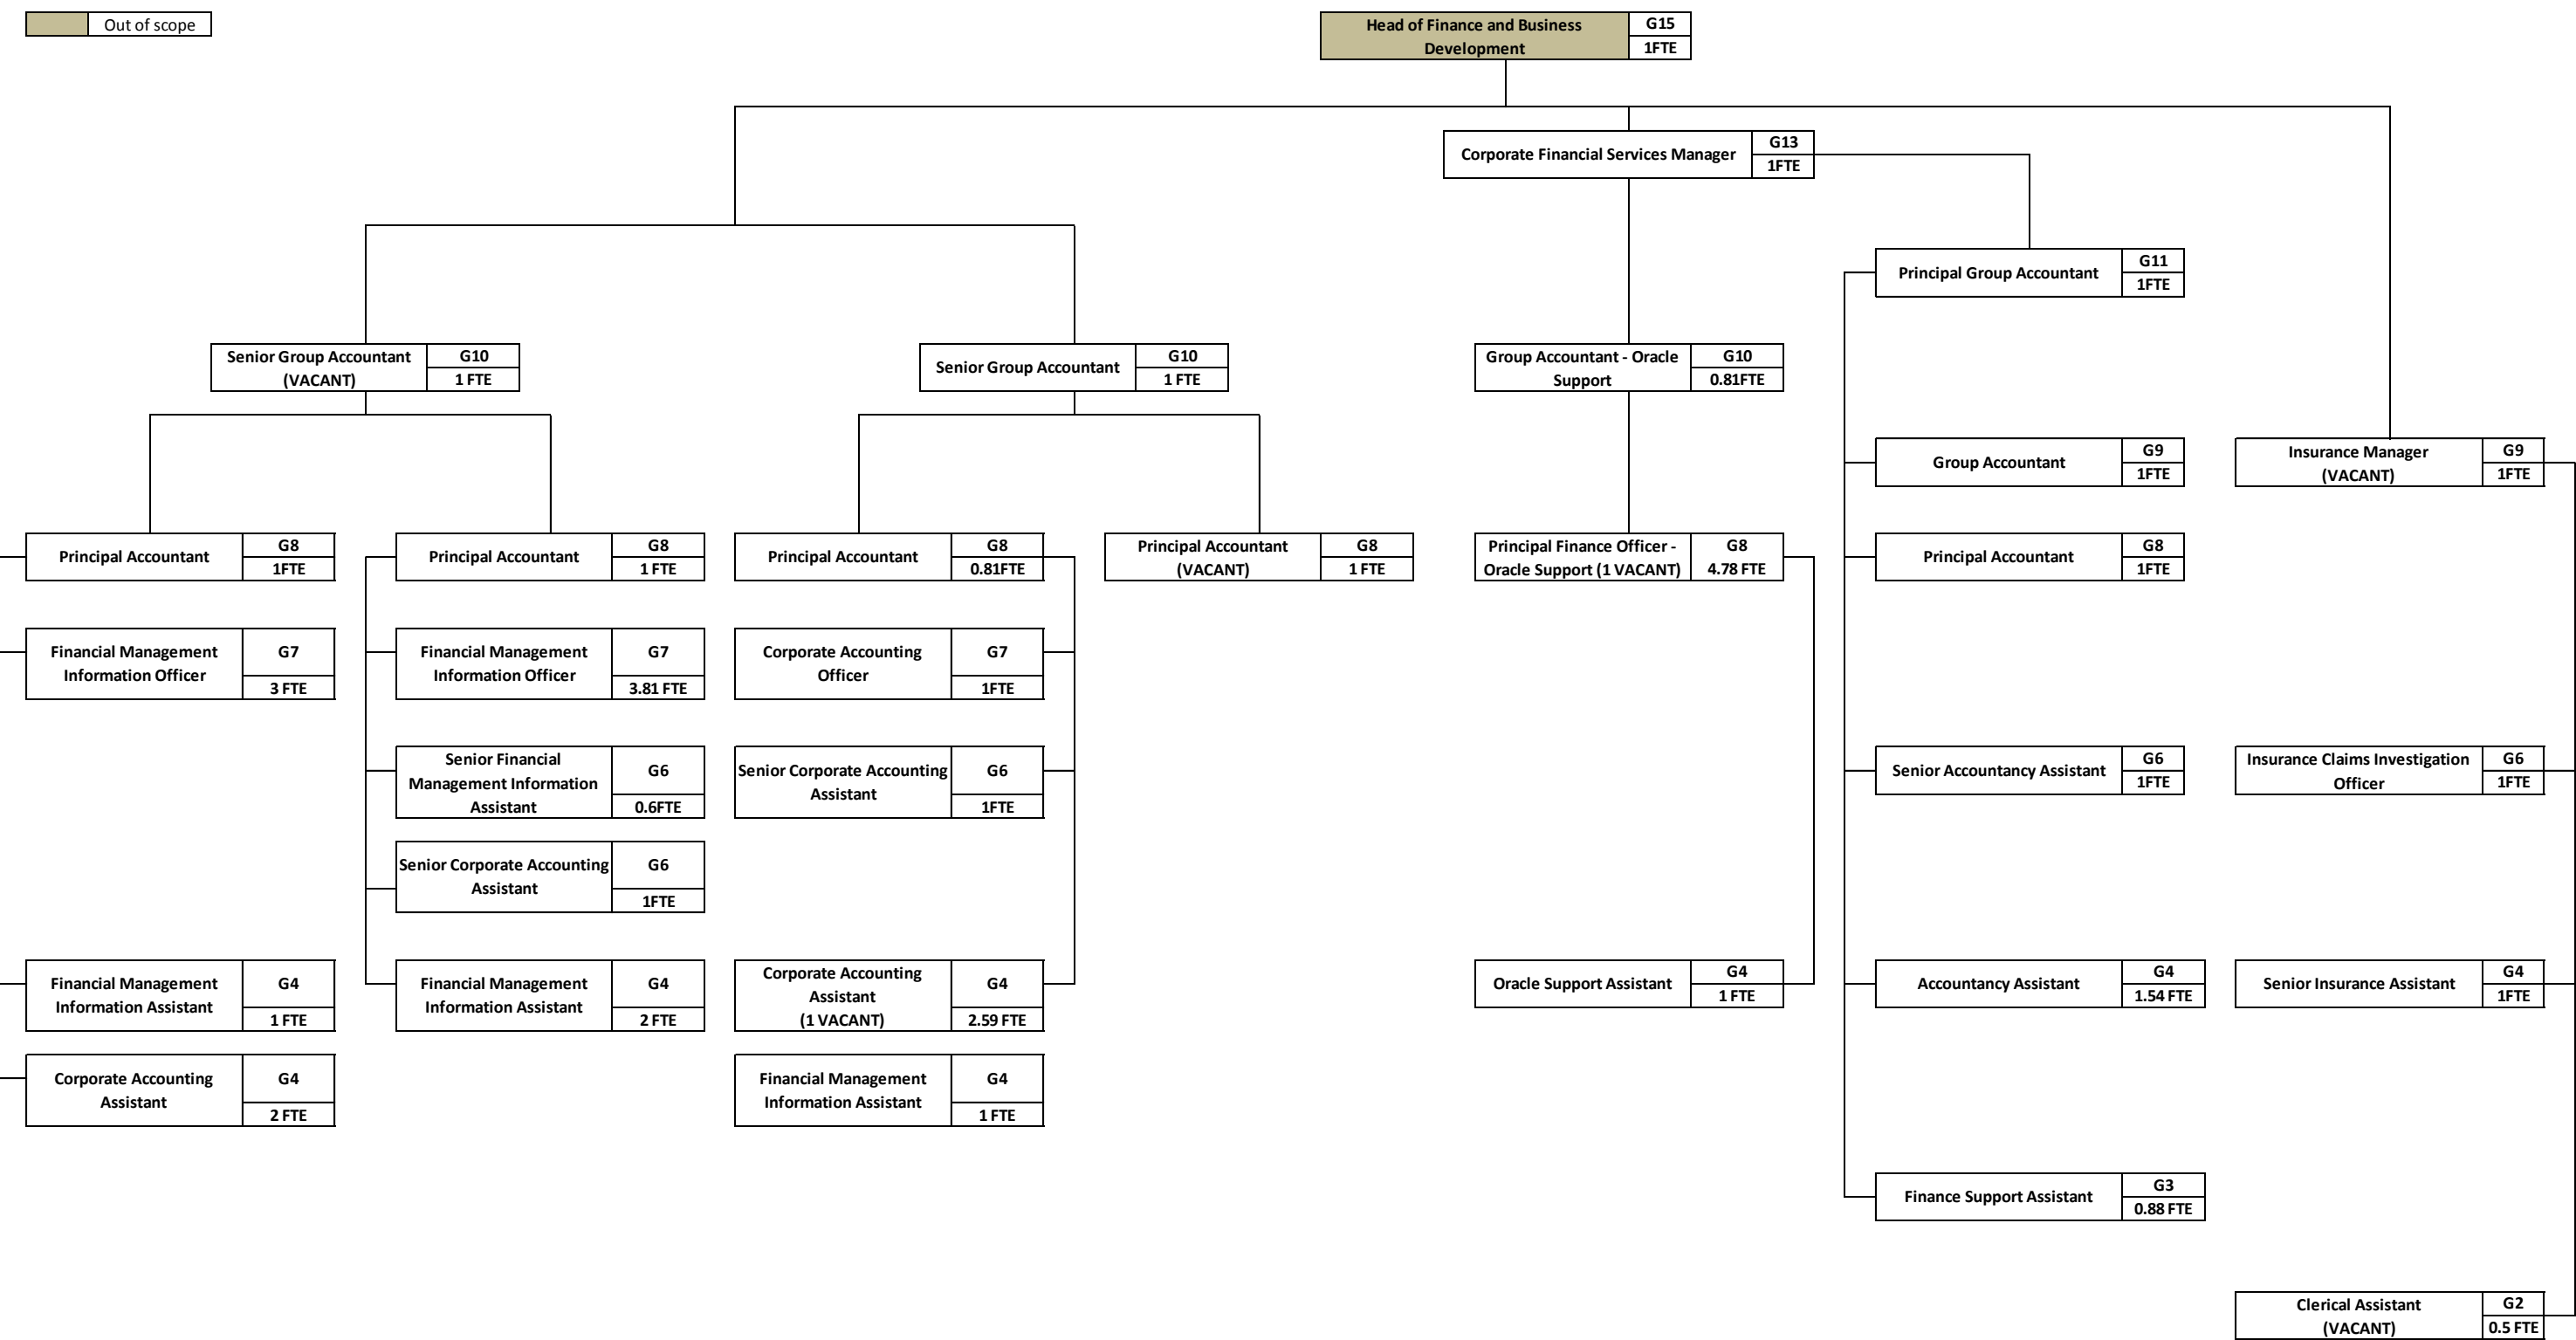 Out of scope
Head of Finance and Business
Development
G15
1FTE
Corporate Financial Services Manager
G13
1FTE
Principal Group Accountant
G11
1FTE
Senior Group Accountant
(VACANT)
G10
1 FTE
Senior Group Accountant
G10
1 FTE
Group Accountant - Oracle
Support
G10
0.81FTE
Group Accountant
G9
1FTE
Insurance Manager
(VACANT)
G9
1FTE
Principal Accountant
G8
1FTE
Principal Accountant
G8
1 FTE
Principal Accountant
G8
0.81FTE
Principal Accountant
(VACANT)
G8
1 FTE
Principal Finance Officer -
Oracle Support (1 VACANT)
G8
4.78 FTE
Principal Accountant
G8
1FTE
Financial Management
Information Officer
G7
3 FTE
Financial Management
Information Officer
G7
3.81 FTE
Corporate Accounting
Officer
G7
1FTE
Senior Financial
Management Information
Assistant
G6
0.6FTE
Senior Corporate Accounting
Assistant
G6
1FTE
Senior Accountancy Assistant
G6
1FTE
Insurance Claims Investigation
Officer
G6
1FTE
Senior Corporate Accounting
Assistant
G6
1FTE
Financial Management
Information Assistant
G4
1 FTE
Financial Management
Information Assistant
G4
2 FTE
Corporate Accounting
Assistant
(1 VACANT)
G4
2.59 FTE
Oracle Support Assistant
G4
1 FTE
Accountancy Assistant
G4
1.54 FTE
Senior Insurance Assistant
G4
1FTE
Corporate Accounting
Assistant
G4
2 FTE
Financial Management
Information Assistant
G4
1 FTE
Finance Support Assistant
G3
0.88 FTE
Clerical Assistant
(VACANT)
G2
0.5 FTE